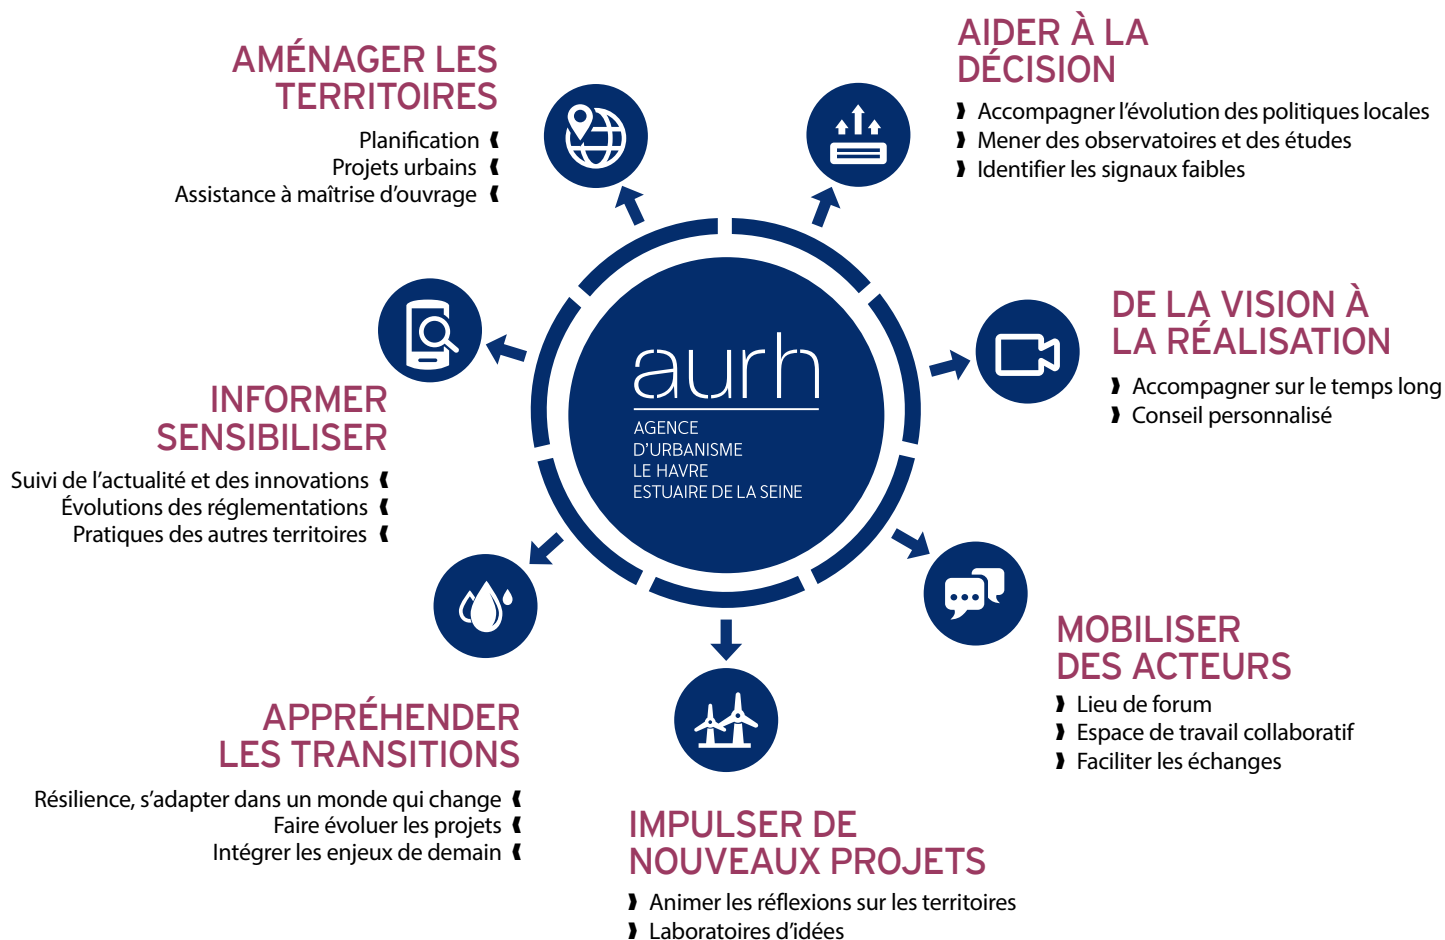 AMÉNAGER LES
TERRITOIRES
Planification
Projets urbains
Assistance à maîtrise d’ouvrage
AIDER À LA
DÉCISION
Accompagner l’évolution des politiques locales
Mener des observatoires et des études
Identifier les signaux faibles
DE LA VISION À
LA RÉALISATION
Accompagner sur le temps long
Conseil personnalisé
aurh
AGENCE
D’URBANISME
LE HAVRE
ESTUAIRE DE LA SEINE
INFORMER
SENSIBILISER
Suivi de l’actualité et des innovations
Évolutions des réglementations
Pratiques des autres territoires
MOBILISER
DES ACTEURS
Lieu de forum
Espace de travail collaboratif
Faciliter les échanges
APPRÉHENDER
LES TRANSITIONS
Résilience, s’adapter dans un monde qui change
Faire évoluer les projets
Intégrer les enjeux de demain
IMPULSER DE
NOUVEAUX PROJETS
Animer les réflexions sur les territoires
Laboratoires d’idées